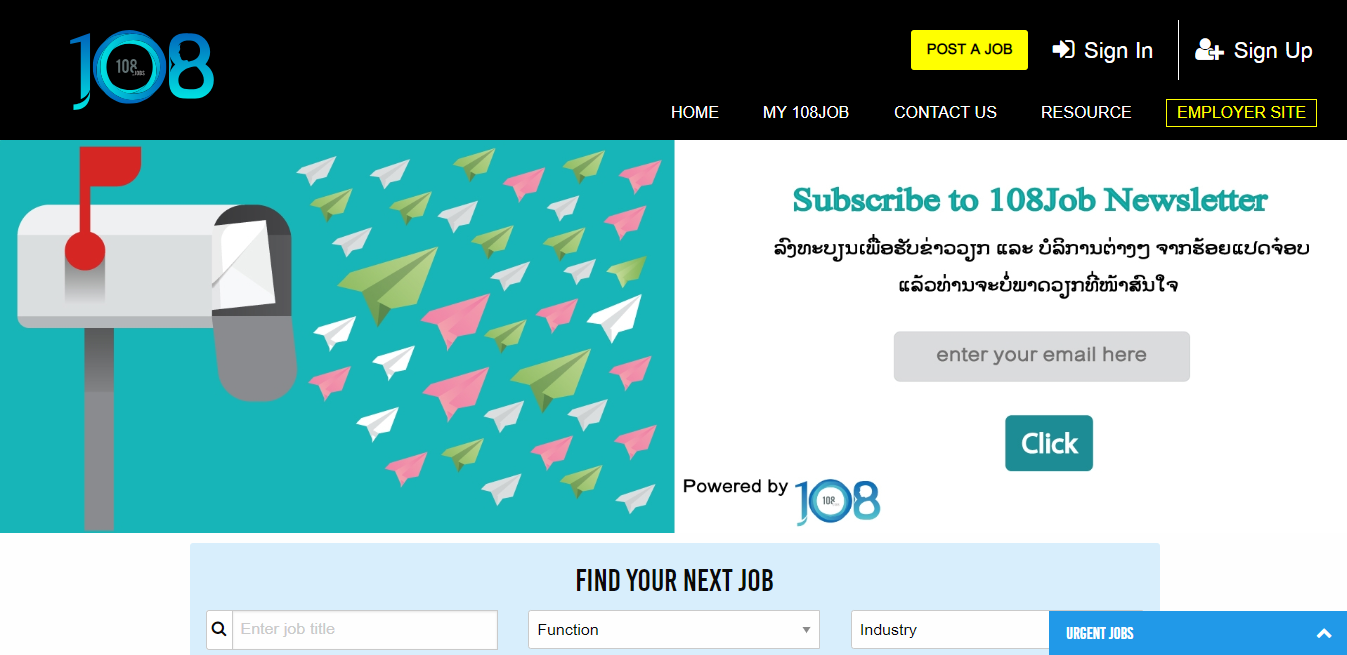 108
108
JOBS
POST A JOB
Sign In
Sign Up
HOME
MY 108JOB
CONTACT US
RESOURCE
EMPLOYER SITE
Subscribe to 108Job Newsletter
ລົງທະບຽນເພື່ອຮັບຂ່າວວຽກ ແລະ ບໍລິການຕ່າງໆ ຈາກຮ້ອຍແປດຈ໋ອບ
ແລ້ວທ່ານຈະບໍ່ພາດວຽກທີ່ໜ້າສົນໃຈ
enter your email here
Click
Powered by
108
108
FIND YOUR NEXT JOB
Enter job title
Function
Industry
URGENT JOBS